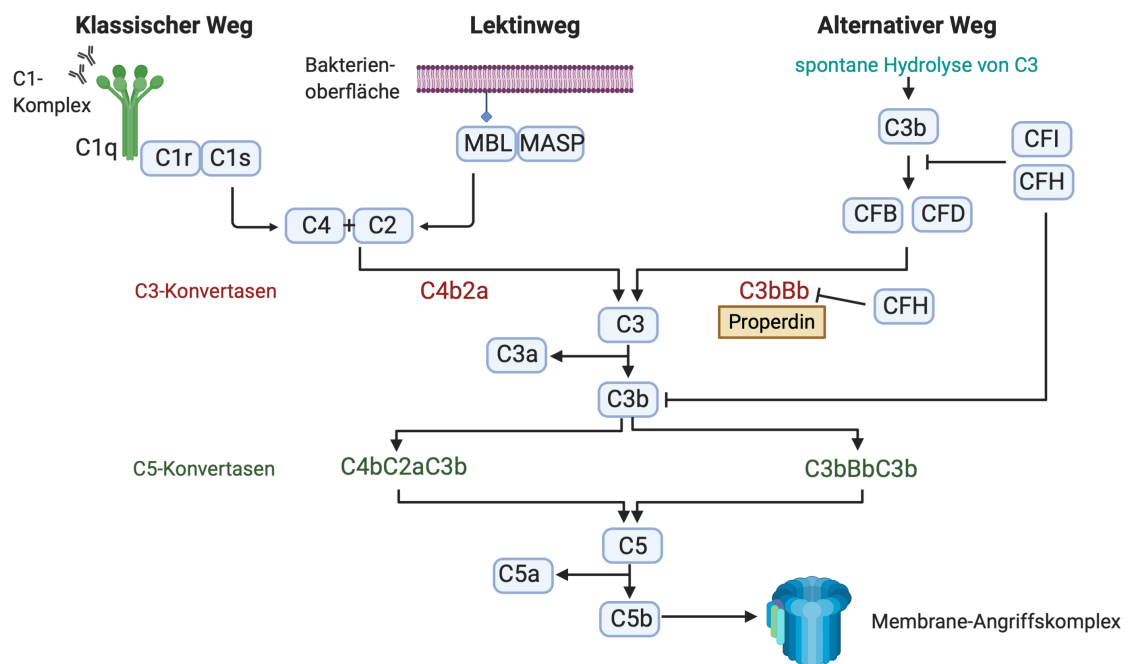 Klassischer Weg
Lektinweg
Alternativer Weg
C1-
Komplex
C1q
C1r
C1s
Bakterien-
oberfläche
MBL
MASP
spontane Hydrolyse von C3
C3b
CFI
CFH
CFB
CFD
C4
+
C2
C3-Konvertasen
C4b2a
C3bBb
Properdin
CFH
C3
C3a
C3b
C5-Konvertasen
C4bC2aC3b
C3bBbC3b
C5
C5a
C5b
Membrane-Angriffskomplex